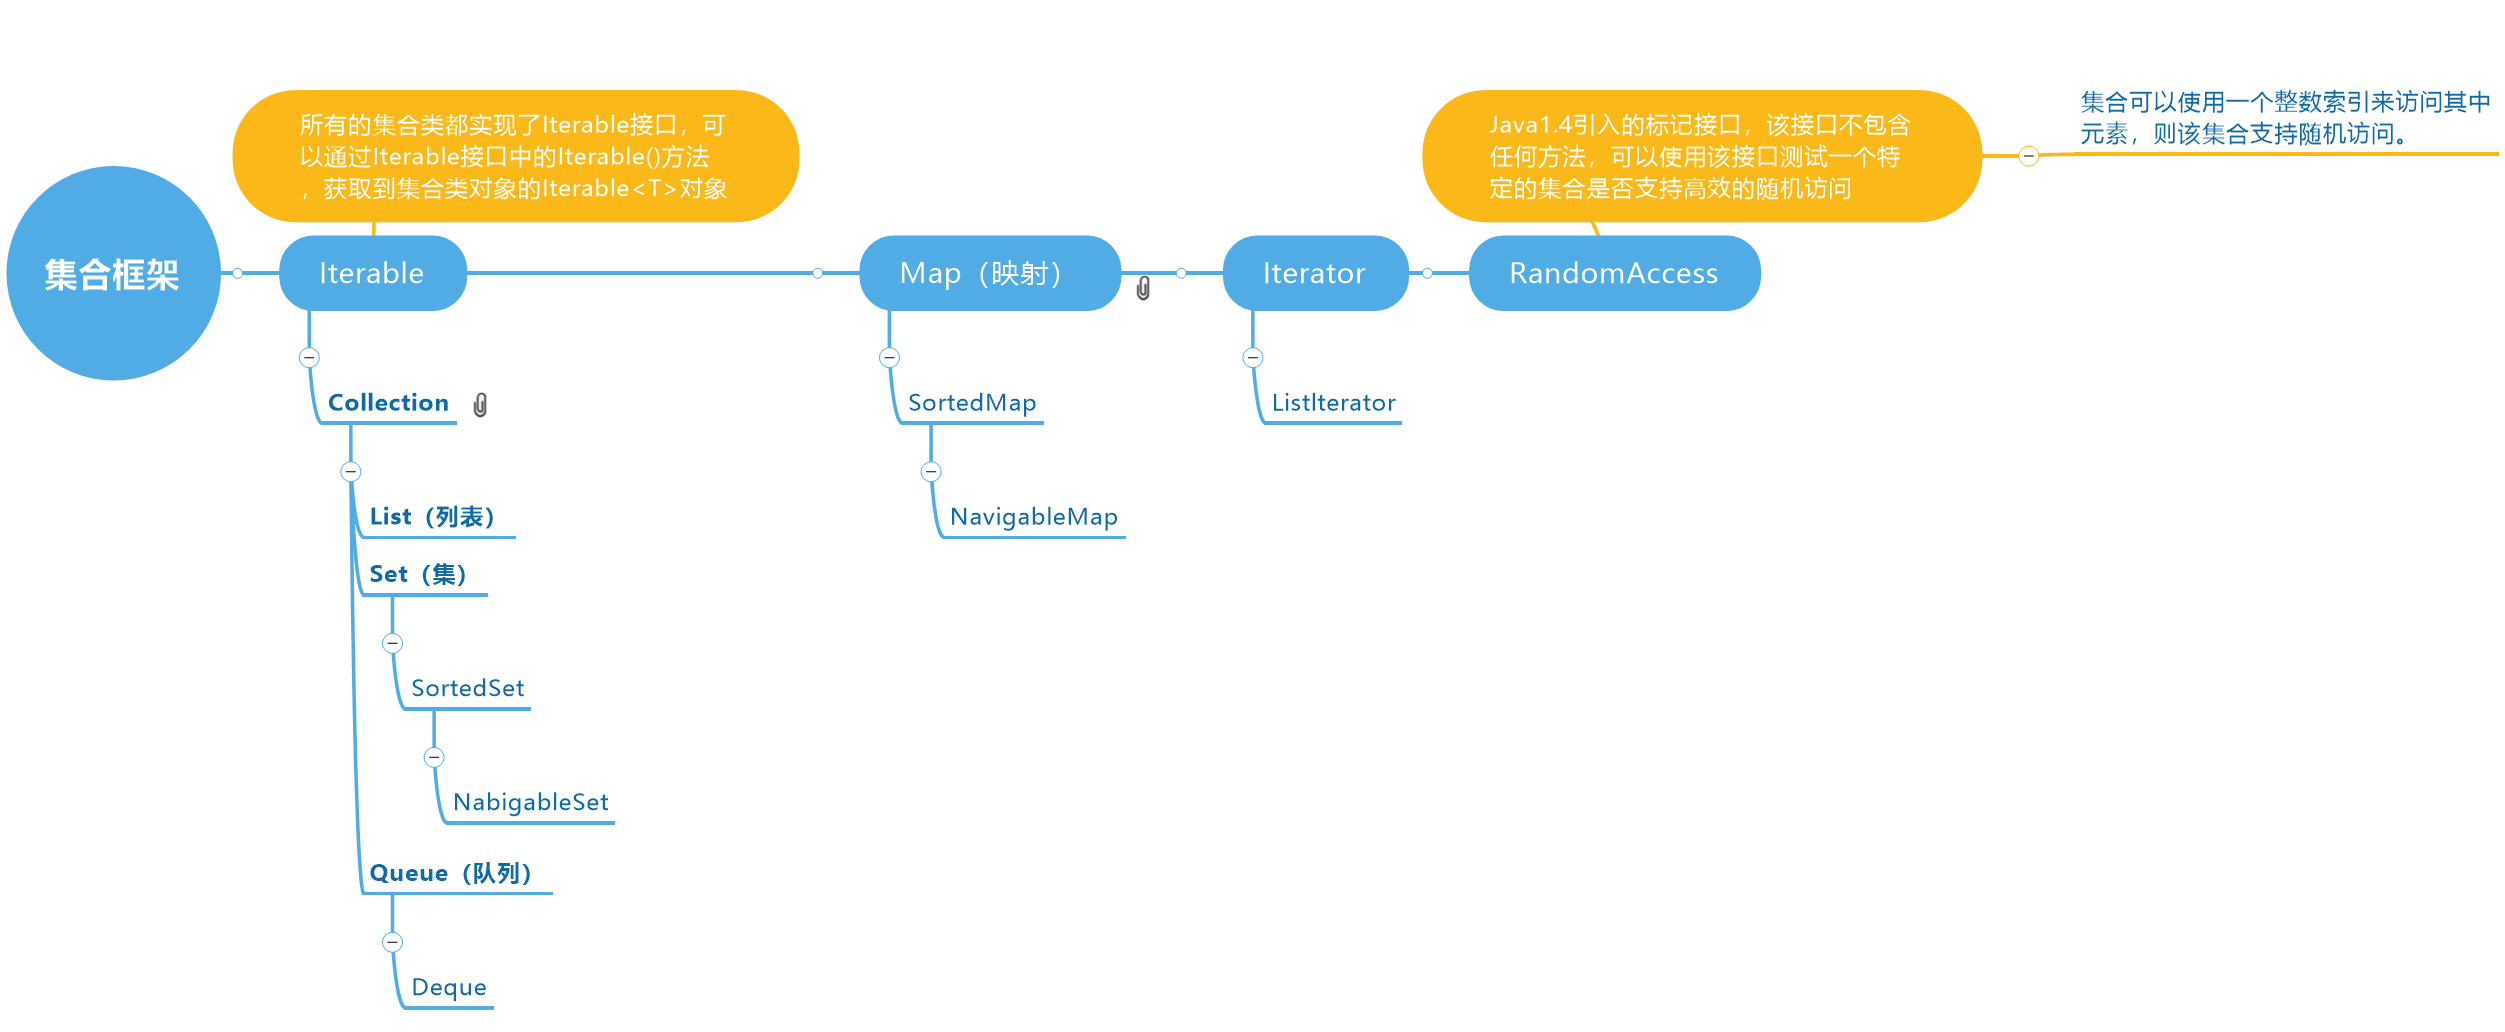 所有的集合类都实现了Iterable接口，可
以通过Iterable接口中的Iterable()方法
，获取到集合类对象的Iterable<T>对象
Java1.4引入的标记接口，该接口不包含
任何方法，可以使用该接口测试一个特
定的集合是否支持高效的随机访问
集合可以使用一个整数索引来访问其中
元素，则该集合支持随机访问。
集合框架
Iterable
Map（映射）
Iterator
RandomAccess
Collection
SortedMap
ListIterator
List（列表）
NavigableMap
Set（集）
SortedSet
NabigableSet
Queue（队列）
Deque